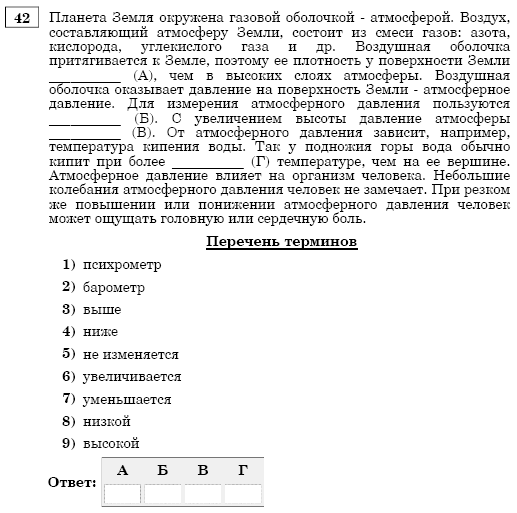 42
Планета Земля окружена газовой оболочкой - атмосферой. Воздух,
составляющий атмосферу Земли, состоит из смеси газов: азота,
кислорода, углекислого газа и др. Воздушная оболочка
притягивается к Земле, поэтому ее плотность у поверхности Земли
__________ (А), чем в высоких слоях атмосферы. Воздушная
оболочка оказывает давление на поверхность Земли - атмосферное
давление. Для измерения атмосферного давления пользуются
__________ (Б). С увеличением высоты давление атмосферы
__________ (В). От атмосферного давления зависит, например,
температура кипения воды. Так у подножия горы вода обычно
кипит при более __________ (Г) температуре, чем на ее вершине.
Атмосферное давление влияет на организм человека. Небольшие
колебания атмосферного давления человек не замечает. При резком
же повышении или понижении атмосферного давления человек
может ощущать головную или сердечную боль.
Перечень терминов
1) психрометр
2) барометр
3) выше
4) ниже
5) не изменяется
6) увеличивается
7) уменьшается
8) низкой
9) высокой
А Б В Г
Ответ: